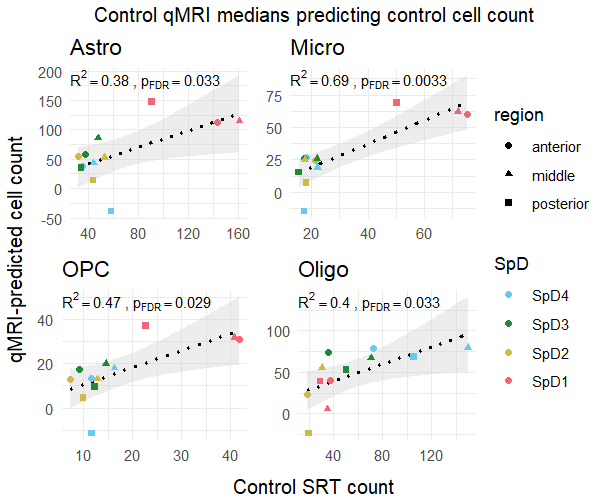 Control qMRI medians predicting control cell count
Astro
R² = 0.38 , pFDR = 0.033
200
150
100
50
0
-50
40
80
120
160
Micro
R² = 0.69 , pFDR = 0.0033
75
50
25
0
20
40
60
OPC
R² = 0.47 , pFDR = 0.029
40
20
0
10
20
30
40
Oligo
R² = 0.4 , pFDR = 0.033
100
50
0
40
80
120
qMRI-predicted cell count
Control SRT count
region
anterior
middle
posterior
SpD
SpD4
SpD3
SpD2
SpD1